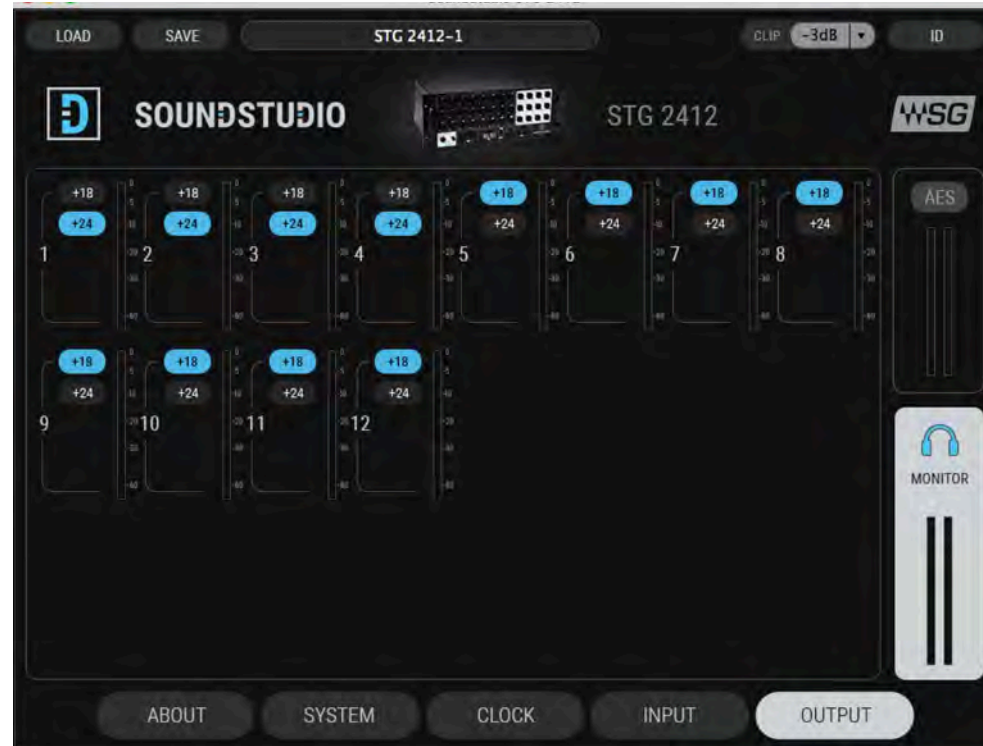 LOAD SAVE STG 2412-1 CLIP -3dB ID
D SOUNDSTUDIO STG 2412 WSG
+18 +18 +18 +18 +18 +18 +18 +18 AES
+24 +24 +24 +24 +24 +24 +24 +24
1 2 3 4 5 6 7 8
+18 +18 +18 +18
+24 +24 +24 +24
9 10 11 12
MONITOR
ABOUT SYSTEM CLOCK INPUT OUTPUT